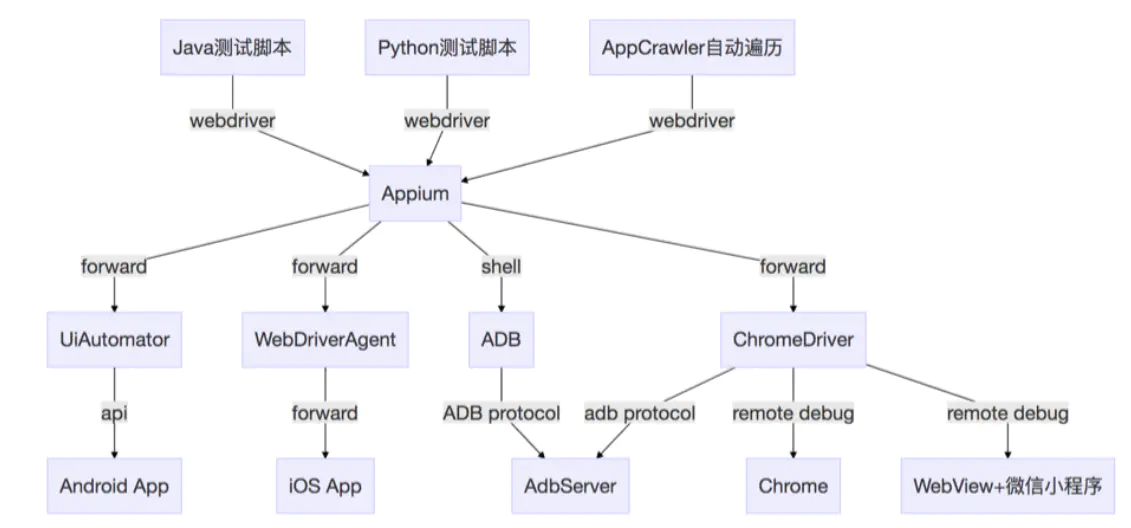 Java测试脚本
Python测试脚本
AppCrawler自动遍历
webdriver
webdriver
webdriver
Appium
forward
forward
shell
forward
UiAutomator
WebDriverAgent
ADB
ChromeDriver
api
forward
ADB protocol
adb protocol
remote debug
remote debug
Android App
iOS App
AdbServer
Chrome
WebView+微信小程序